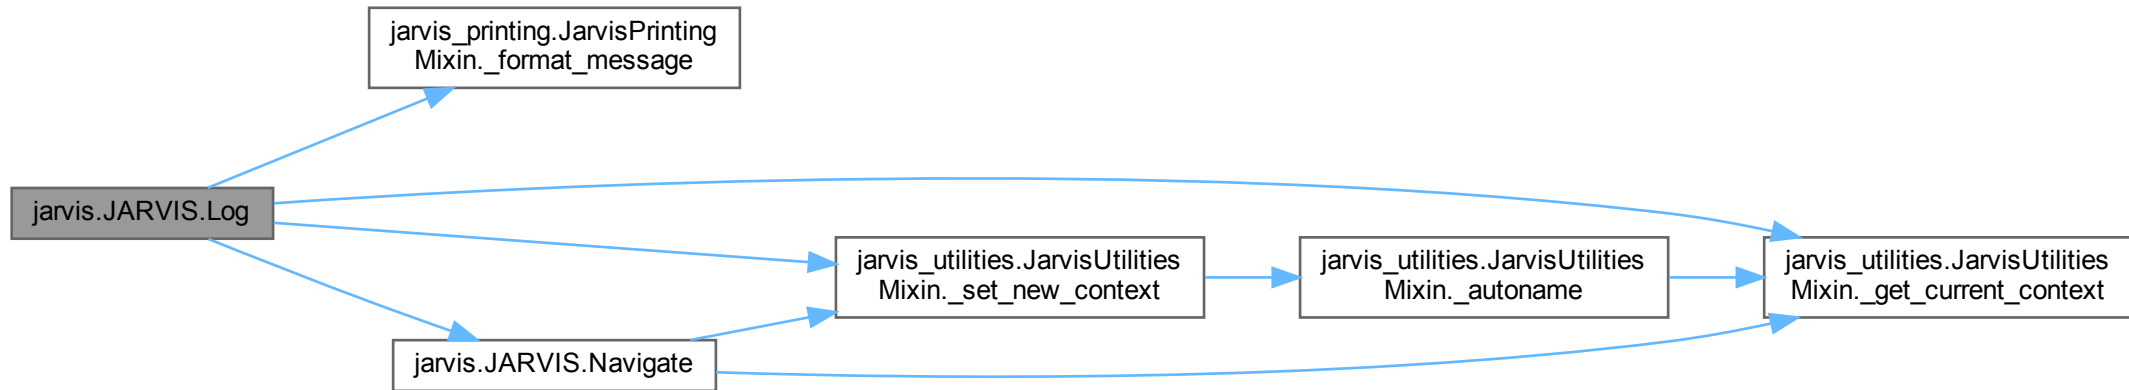 jarvis_printing.JarvisPrinting
Mixin._format_message
jarvis.JARVIS.Log
jarvis_utilities.JarvisUtilities
Mixin._set_new_context
jarvis_utilities.JarvisUtilities
Mixin._autoname
jarvis_utilities.JarvisUtilities
Mixin._get_current_context
jarvis.JARVIS.Navigate